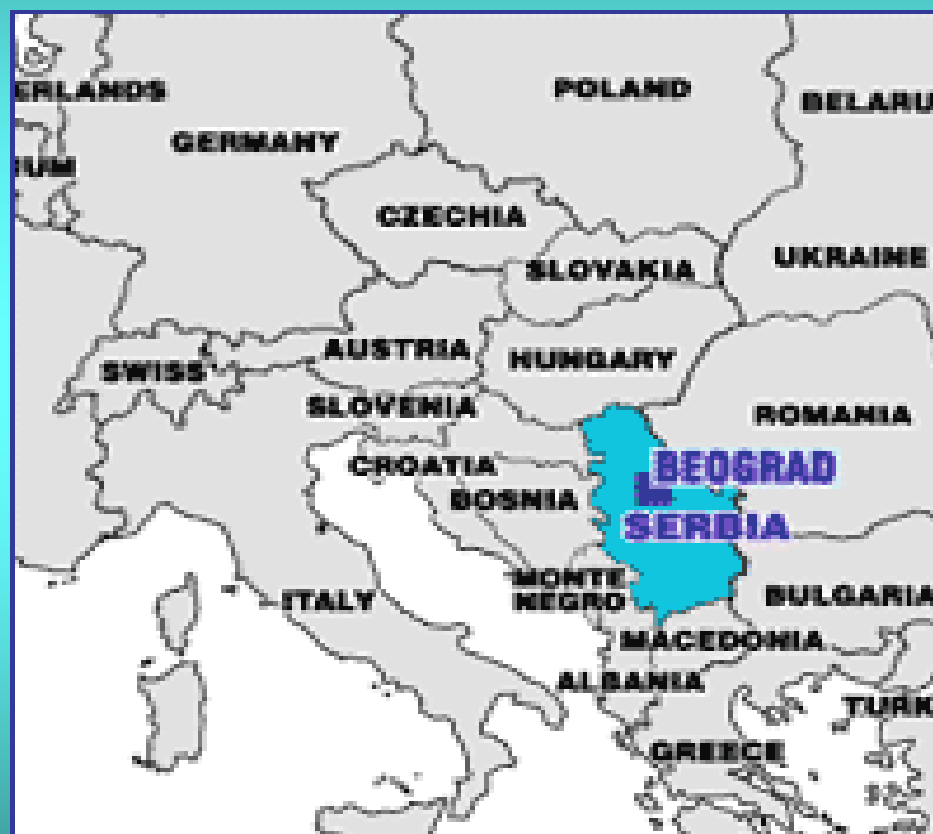 ERLANDS
POLAND
BELARU
GERMANY
IUM
CZECHIA
UKRAINE
SLOVAKIA
AUSTRIA
HUNGARY
SWISS
SLOVENIA
ROMANIA
CROATIA
BEOGRAD
BOSNIA
SERBIA
MONTE
NEGRO
ITALY
BULGARIA
MACEDONIA
ALBANIA
TURK
GREECE